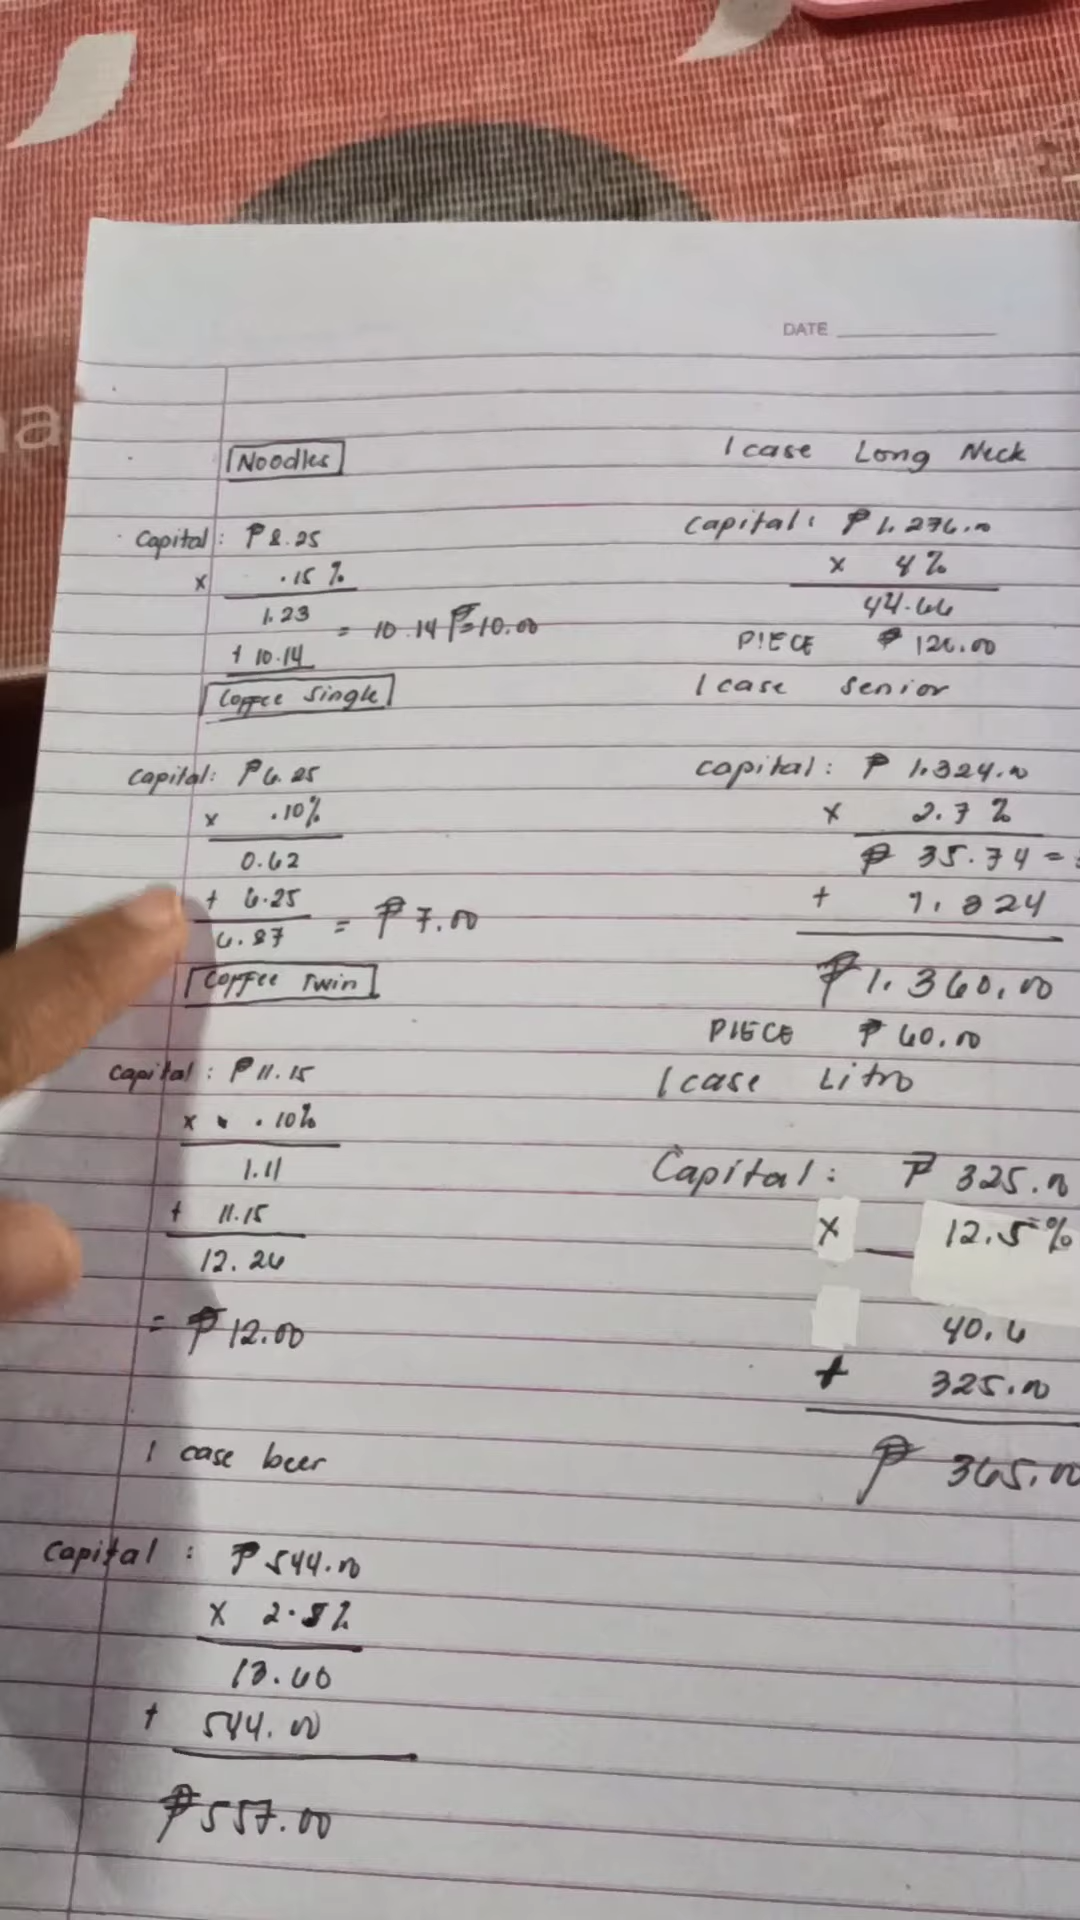 DATE
Noodles
Capital: ₱8.25
x .15 %
1.23
+ 10.14
= 10.14 ₱=10.00
Coffee Single
Capital: ₱6.25
x .10%
0.62
+ 6.25
6.87 = ₱7.00
Coffee Twin
Capital: ₱11.15
x .10%
1.11
+ 11.15
12.26
= ₱12.00
1 case beer
Capital: ₱544.00
x 2.5%
13.60
+ 544.00
₱557.00
1 case Long Neck
Capital: ₱1,276.00
x 4%
44.66
PIECE ₱120.00
1 case Senior
Capital: ₱1.324.00
x 2.7%
₱35.74 =
+ 1.324
₱1.360.00
PIECE ₱60.00
1 case Litro
Capital: ₱325.00
x 12.5%
40.6
+ 325.00
₱365.00